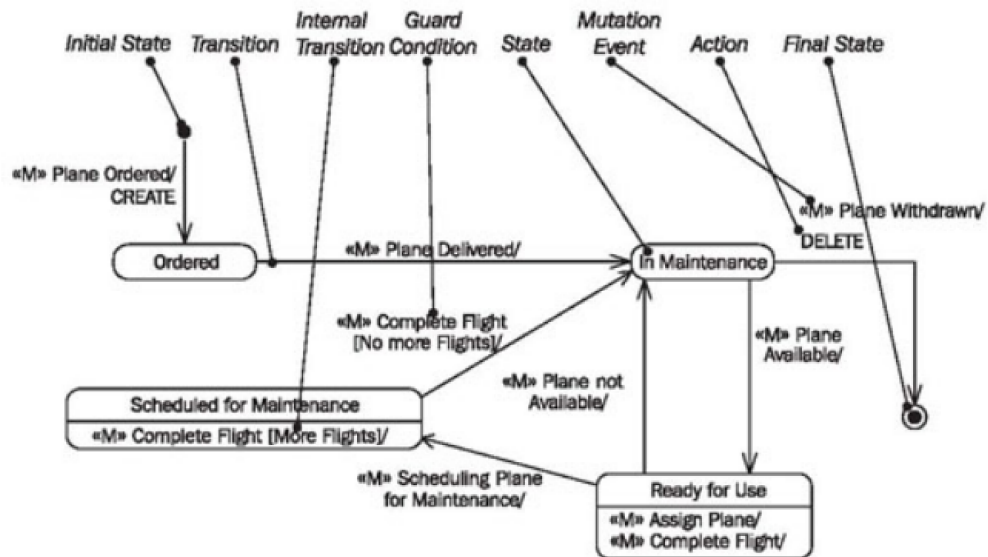 Initial State
Transition
Internal
Transition
Guard
Condition
State
Mutation
Event
Action
Final State
«M» Plane Ordered/
CREATE
«M» Plane Withdrawn/
DELETE
Ordered
«M» Plane Delivered/
In Maintenance
«M» Complete Flight
[No more Flights]/
«M» Plane
Available/
«M» Plane not
Available/
Scheduled for Maintenance
«M» Complete Flight [More Flights]/
«M» Scheduling Plane
for Maintenance/
Ready for Use
«M» Assign Plane/
«M» Complete Flight/